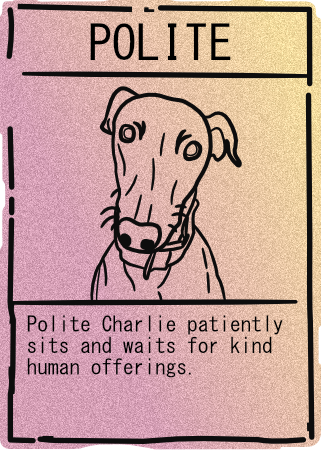 POLITE
Polite Charlie patiently
sits and waits for kind
human offerings.